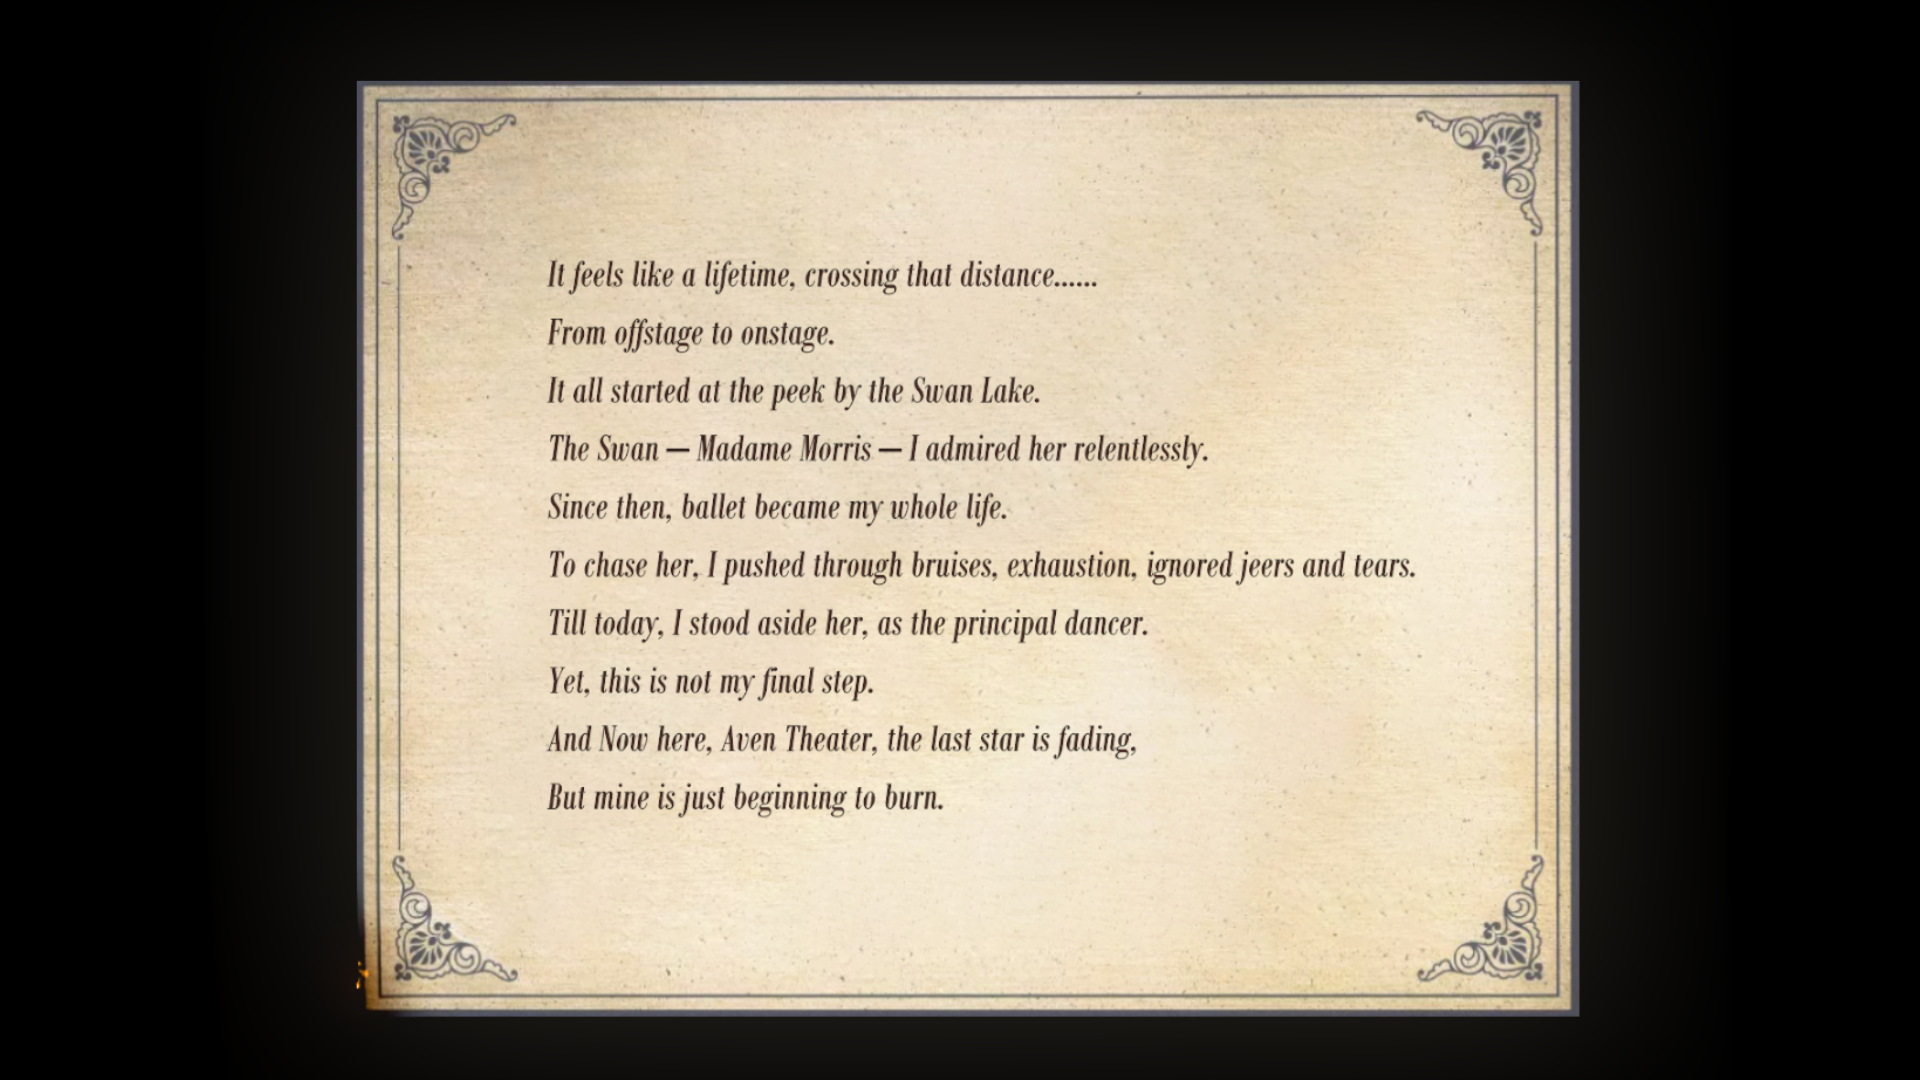 It feels like a lifetime, crossing that distance......
From offstage to onstage.
It all started at the peek by the Swan Lake.
The Swan — Madame Morris — I admired her relentlessly.
Since then, ballet became my whole life.
To chase her, I pushed through bruises, exhaustion, ignored jeers and tears.
Till today, I stood aside her, as the principal dancer.
Yet, this is not my final step.
And Now here, Aven Theater, the last star is fading,
But mine is just beginning to burn.